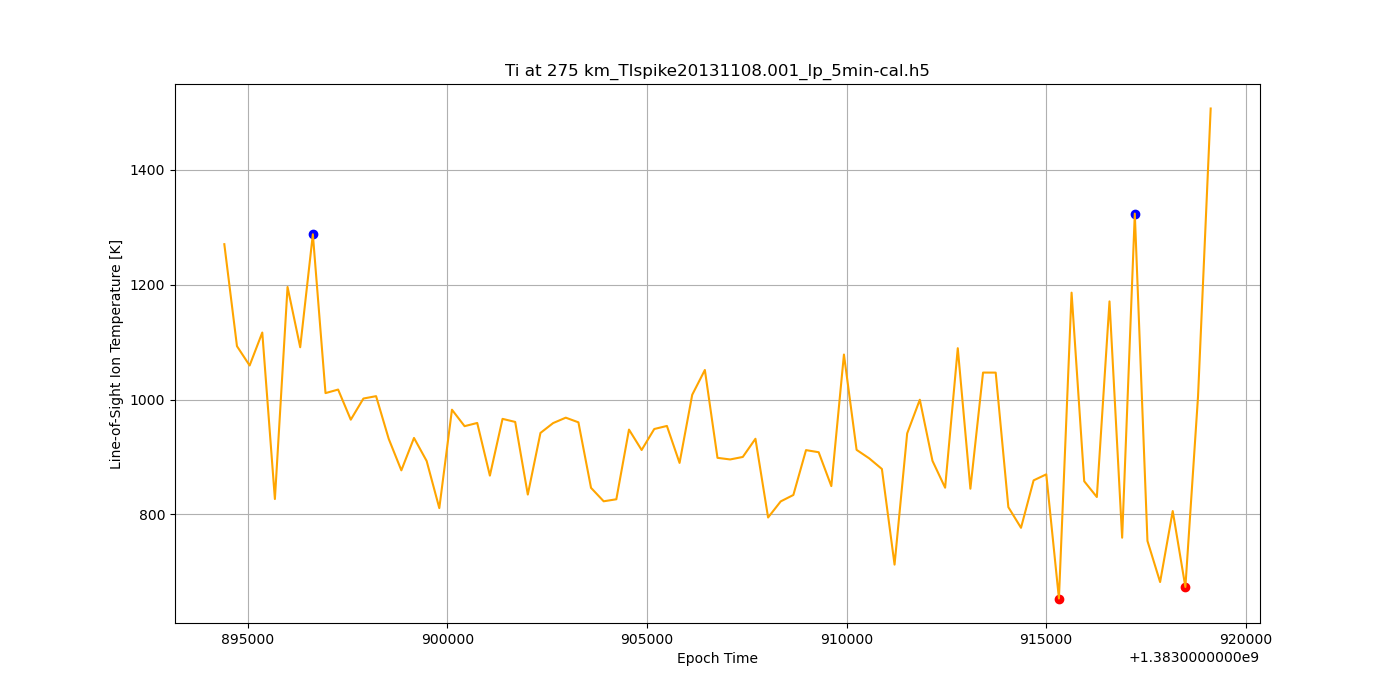 Ti at 275 km_TIspike20131108.001_lp_5min-cal.h5
Line-of-Sight Ion Temperature [K]
1400
1200
1000
800
895000 900000 905000 910000 915000 920000
Epoch Time
+1.3830000000e9